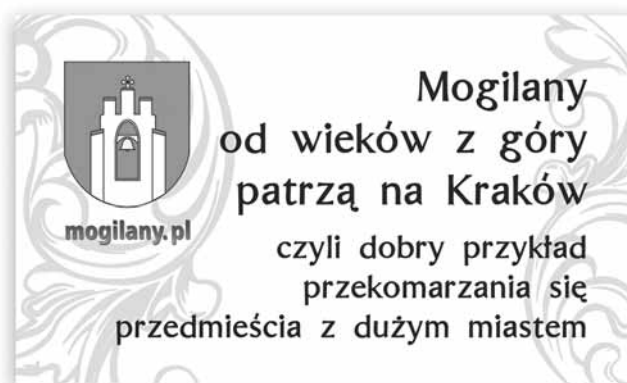 mogilany.pl
Mogilany
od wieków z góry
patrzą na Kraków
czyli dobry przykład
przekomarzania się
przedmieścia z dużym miastem